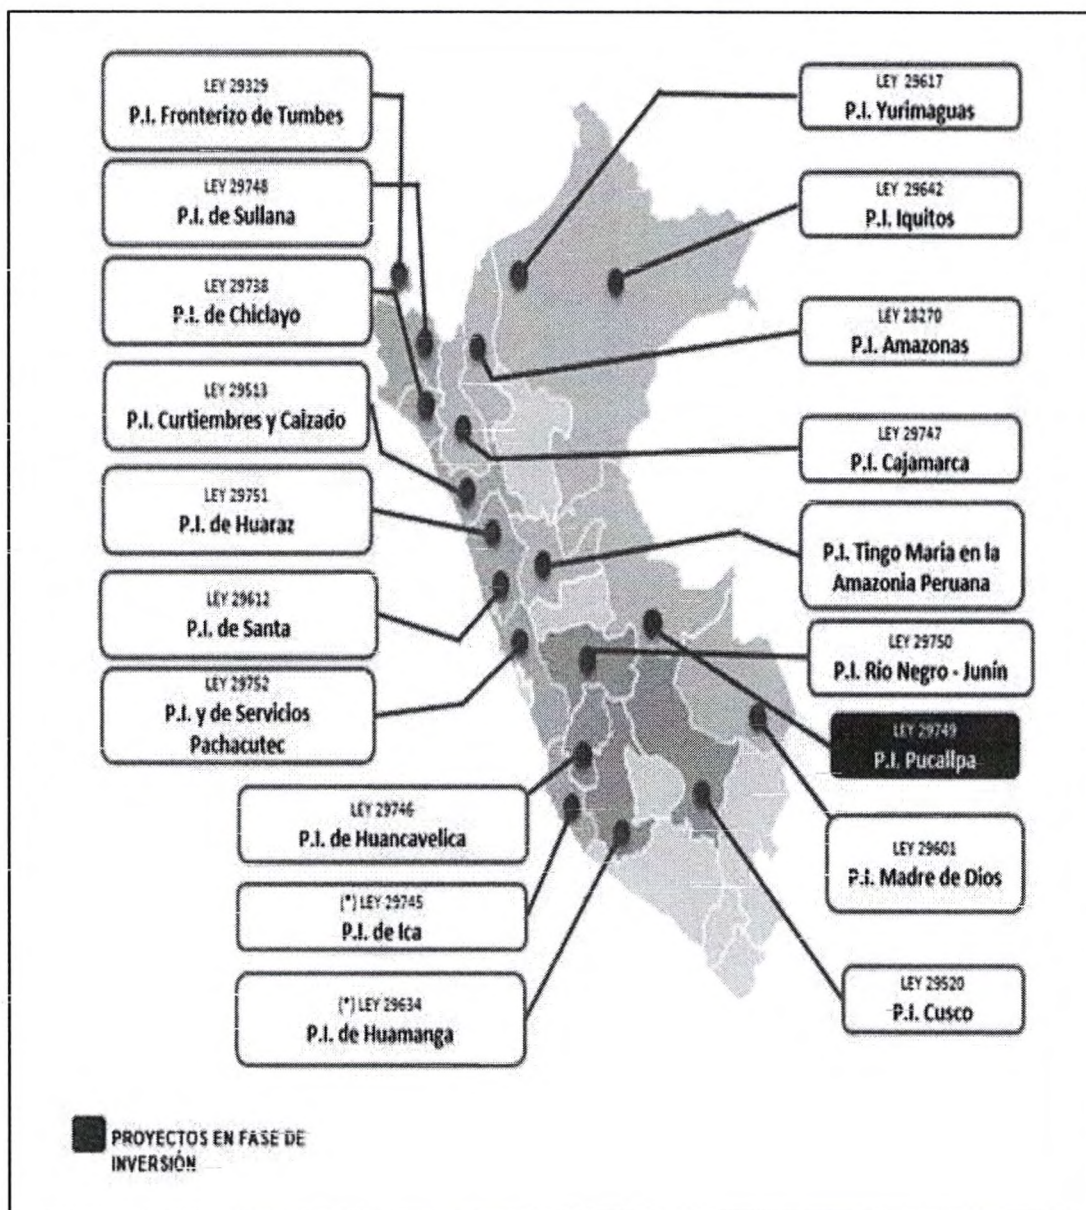 LEY 29329
P.I. Fronterizo de Tumbes
LEY 29748
P.I. de Sullana
LEY 29738
P.I. de Chiclayo
LEY 29513
P.I. Curtiembres y Calzado
LEY 29751
P.I. de Huaraz
LEY 29612
P.I. de Santa
LEY 29752
P.I. y de Servicios
Pachacutec
LEY 29746
P.I. de Huancavelica
(*) LEY 29745
P.I. de Ica
(*) LEY 29634
P.I. de Huamanga
LEY 29617
P.I. Yurimaguas
LEY 29642
P.I. Iquitos
LEY 28270
P.I. Amazonas
LEY 29747
P.I. Cajamarca
P.I. Tingo Maria en la
Amazonia Peruana
LEY 29750
P.I. Rio Negro - Junín
LEY 29749
P.I. Pucallpa
LEY 29601
P.i. Madre de Dios
LEY 29520
P.I. Cusco
PROYECTOS EN FASE DE
INVERSIÓN